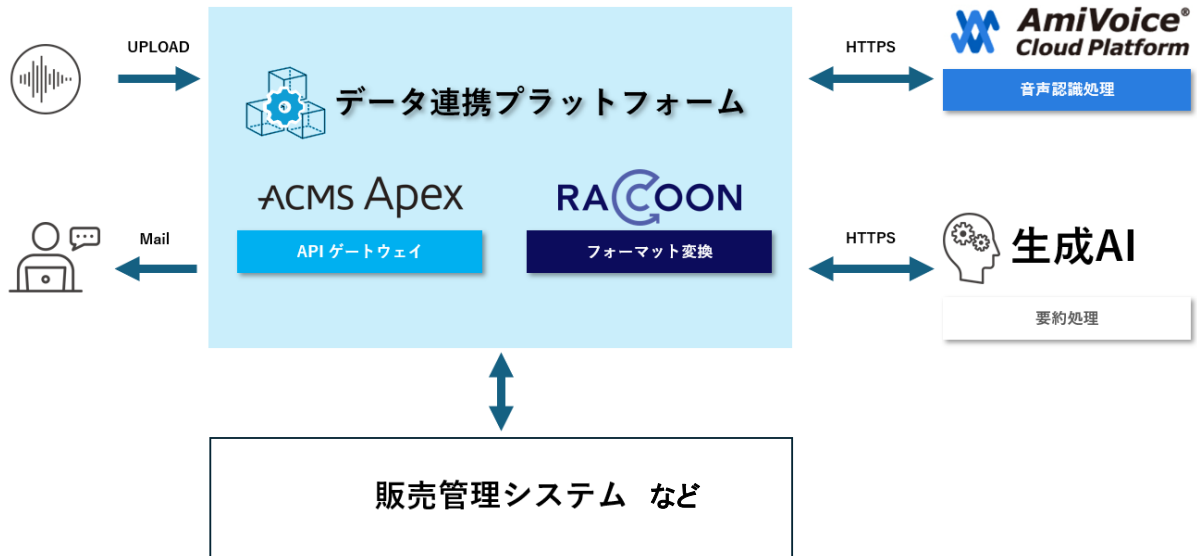 UPLOAD
データ連携プラットフォーム
ACMS Apex
APIゲートウェイ
RACCOON
フォーマット変換
Mail
HTTPS
AmiVoice®
Cloud Platform
音声認識処理
HTTPS
生成AI
要約処理
販売管理システム など